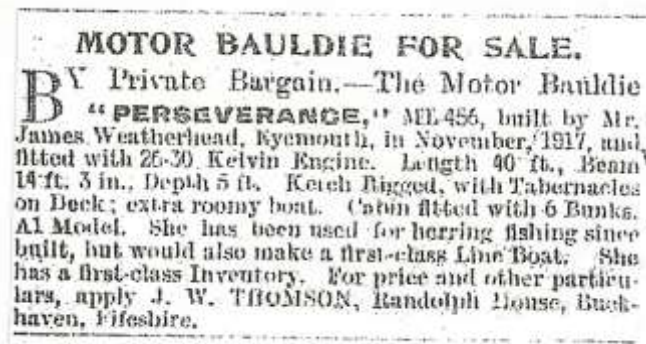 MOTOR BAULDIE FOR SALE.
BY Private Bargain.—The Motor Bauldie
"PERSEVERANCE," ML 456, built by Mr.
James Weatherhead, Eyemouth, in November, 1917, and
fitted with 26-30 Kelvin Engine. Length 40 ft., Beam
14 ft. 3 in., Depth 5 ft. Ketch Rigged, with Tabernacles
on Deck; extra roomy boat. Cabin fitted with 6 Bunks.
A1 Model. She has been used for herring fishing since
built, but would also make a first-class Line Boat. She
has a first-class Inventory. For price and other particu-
lars, apply J. W. THOMSON, Randolph House, Buck-
haven, Fifeshire.